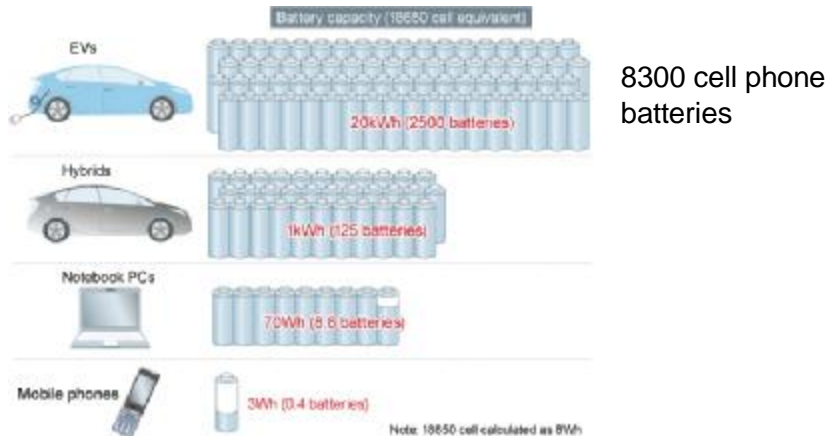 Battery capacity (18650 cell equivalent)
EVs
20kWh (2500 batteries)
8300 cell phone
batteries
Hybrids
1kWh (125 batteries)
Notebook PCs
70Wh (8.8 batteries)
Mobile phones
3Wh (0.4 batteries)
Note: 18650 cell calculated as 8Wh